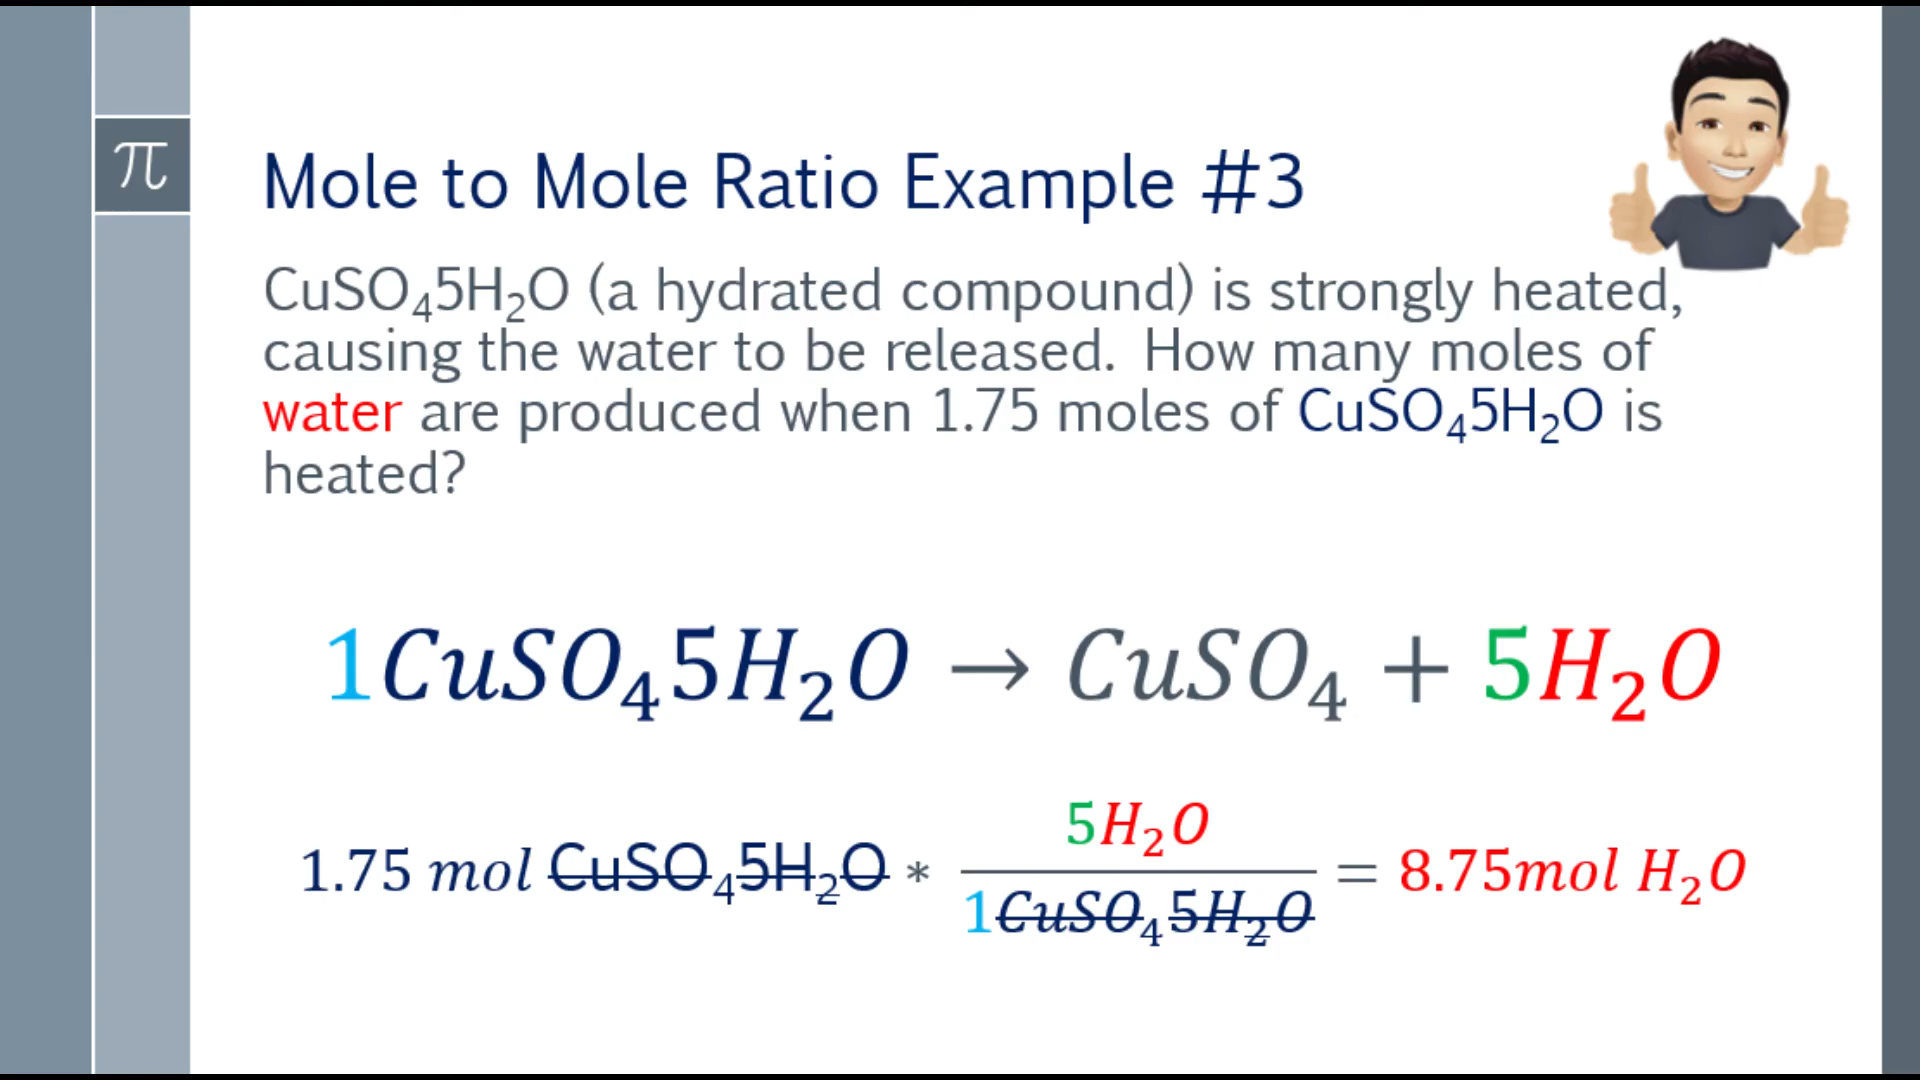 π
Mole to Mole Ratio Example #3
CuSO₄5H₂O (a hydrated compound) is strongly heated,
causing the water to be released. How many moles of
water are produced when 1.75 moles of CuSO₄5H₂O is
heated?
1CuSO₄5H₂O → CuSO₄ + 5H₂O
1.75 mol CuSO₄5H₂O * 5H₂O / 1CuSO₄5H₂O = 8.75mol H₂O